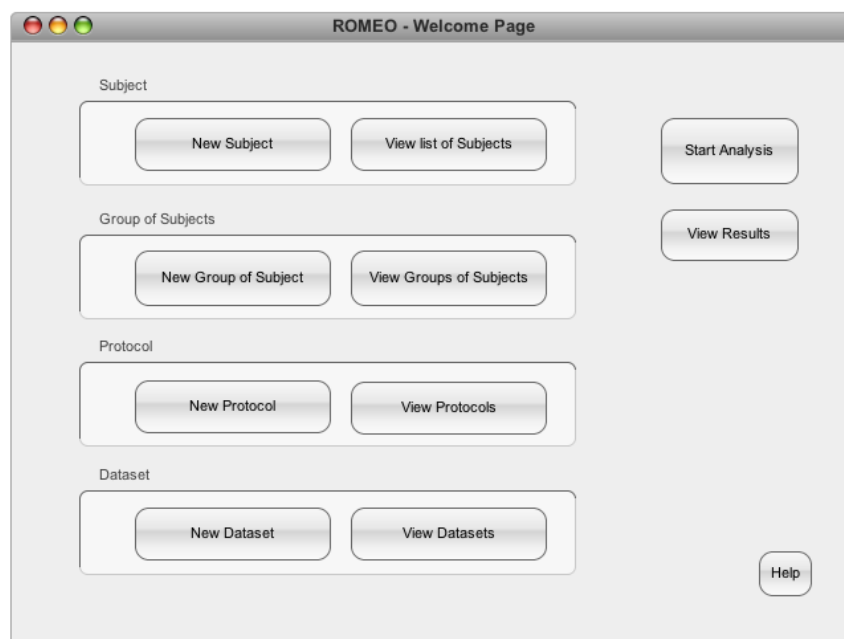 ROMEO - Welcome Page
Subject
New Subject
View list of Subjects
Start Analysis
Group of Subjects
View Results
New Group of Subject
View Groups of Subjects
Protocol
New Protocol
View Protocols
Dataset
New Dataset
View Datasets
Help